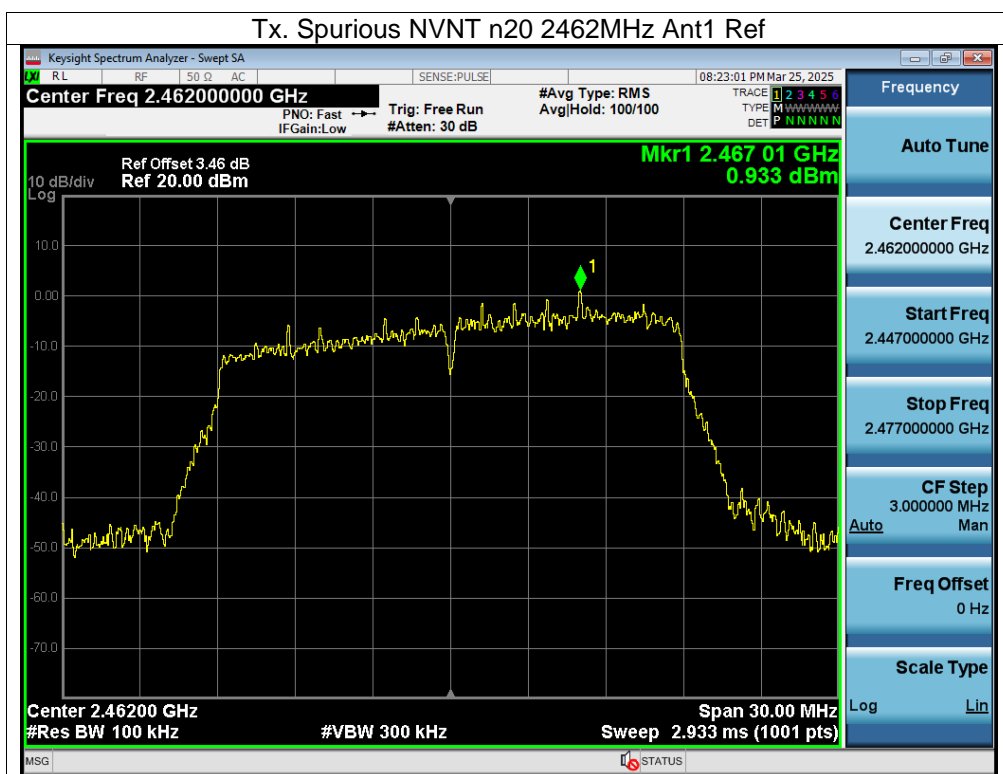 Tx. Spurious NVNT n20 2462MHz Ant1 Ref
Keysight Spectrum Analyzer - Swept SA
LXI RL RF 50 Ω AC SENSE:PULSE 08:23:01 PM Mar 25, 2025
Center Freq 2.462000000 GHz
PNO: Fast
IFGain:Low
Trig: Free Run
#Atten: 30 dB
#Avg Type: RMS
Avg|Hold: 100/100
TRACE 1 2 3 4 5 6
TYPE M WWWWW
DET P N N N N N
Mkr1 2.467 01 GHz
0.933 dBm
Ref Offset 3.46 dB
10 dB/div Ref 20.00 dBm
Log
10.0
0.00
-10.0
-20.0
-30.0
-40.0
-50.0
-60.0
-70.0
1
Center 2.46200 GHz
Span 30.00 MHz
#Res BW 100 kHz
#VBW 300 kHz
Sweep 2.933 ms (1001 pts)
MSG STATUS
Frequency
Auto Tune
Center Freq
2.462000000 GHz
Start Freq
2.447000000 GHz
Stop Freq
2.477000000 GHz
CF Step
3.000000 MHz
Auto Man
Freq Offset
0 Hz
Scale Type
Log Lin